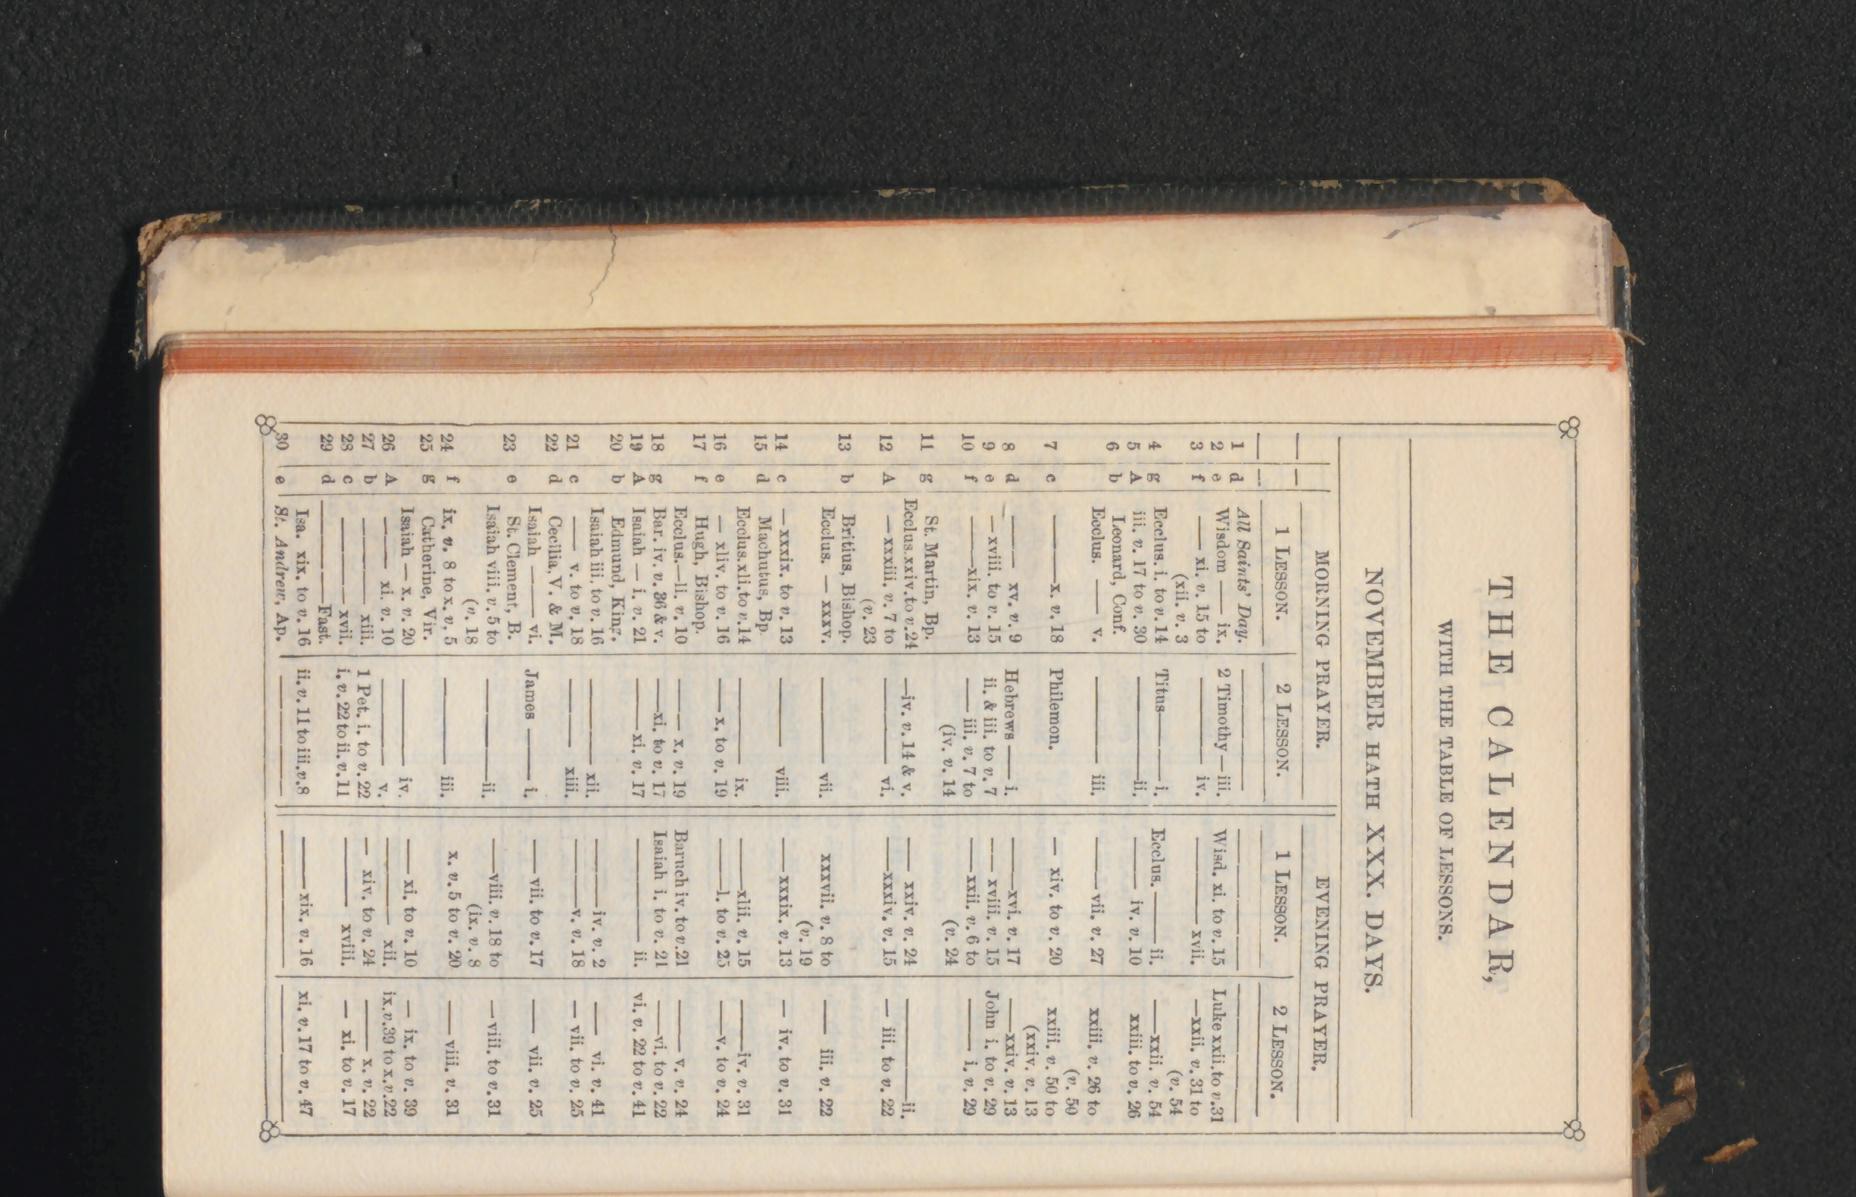 THE CALENDAR,
WITH THE TABLE OF LESSONS.
NOVEMBER HATH XXX. DAYS.
MORNING PRAYER. EVENING PRAYER.
1 LESSON. 2 LESSON. 1 LESSON. 2 LESSON.
1 d All Saints' Day. —— —— ——
2 e Wisdom — ix. 2 Timothy — iii. Wisd. xi. to v. 15 Luke xxii. to v. 31
3 f — xi. v. 15 to — iv. — xvii. — xxii. v. 31 to
(xii. v. 3 (v. 54
4 g Ecclus. i. to v. 14 Titus — i. Ecclus. — ii. — xxii. v. 54
5 A iii. v. 17 to v. 30 — ii. — iv. v. 10 xxiii. to v. 26
6 b Leonard, Conf.
Ecclus. — v. — iii. — vii. v. 27 xxiii. v. 26 to
(v. 50
7 c — x. v. 18 Philemon. — xiv. to v. 20 xxiii. v. 50 to
(xxiv. v. 13
8 d — xv. v. 9 Hebrews — i. — xvi. v. 17 — xxiv. v. 13
9 e — xviii. to v. 15 ii. & iii. to v. 7 — xviii. v. 15 John i. to v. 29
10 f — xix. v. 13 — iii. v. 7 to — xxii. v. 6 to — i. v. 29
(iv. v. 14 (v. 24
11 g St. Martin, Bp.
Ecclus. xxiv. to v. 24 — iv. v. 14 & v. — xxiv. v. 24 — ii.
12 A — xxxiii. v. 7 to — vi. — xxxiv. v. 15 — iii. to v. 22
(v. 23
13 b Britius, Bishop.
Ecclus. — xxxv. — vii. xxxvii. v. 8 to — iii. v. 22
(v. 19
14 c — xxxix. to v. 13 — viii. — xxxix. v. 13 — iv. to v. 31
15 d Machutus, Bp.
Ecclus. xli. to v. 14 — ix. — xlii. v. 15 — iv. v. 31
16 e — xliv. to v. 16 — x. to v. 19 — l. to v. 25 — v. to v. 24
17 f Hugh, Bishop.
Ecclus. — li. v. 10 — x. v. 19 Baruch iv. to v. 21 — v. v. 24
18 g Bar. iv. v. 36 & v. — xi. to v. 17 Isaiah i. to v. 21 — vi. to v. 22
19 A Isaiah — i. v. 21 — xi. v. 17 — ii. vi. v. 22 to v. 41
20 b Edmund, King.
Isaiah iii. to v. 16 — xii. — iv. v. 2 — vi. v. 41
21 c — v. to v. 18 — xiii. — v. v. 18 — vii. to v. 25
22 d Cecilia, V. & M.
Isaiah — vi. James — i. — vii. to v. 17 — vii. v. 25
23 e St. Clement, B.
Isaiah viii. v. 5 to — ii. — viii. v. 18 to — viii. to v. 31
(v. 18 (ix. v. 8
24 f ix. v. 8 to x. v. 5 — iii. x. v. 5 to v. 20 — viii. v. 31
25 g Catherine, Vir.
Isaiah — x. v. 20 — iv. — xi. to v. 10 — ix. to v. 39
26 A — xi. v. 10 — v. — xii. ix. v. 39 to x. v. 22
27 b — xiii. 1 Pet. i. to v. 22 — xiv. to v. 24 — x. v. 22
28 c — xvii. i. v. 22 to ii. v. 11 — xviii. — xi. to v. 17
29 d — Fast.
Isa. xix. to v. 16 ii. v. 11 to iii. v. 8 — xix. v. 16 xi. v. 17 to v. 47
30 e St. Andrew, Ap. —— —— ——